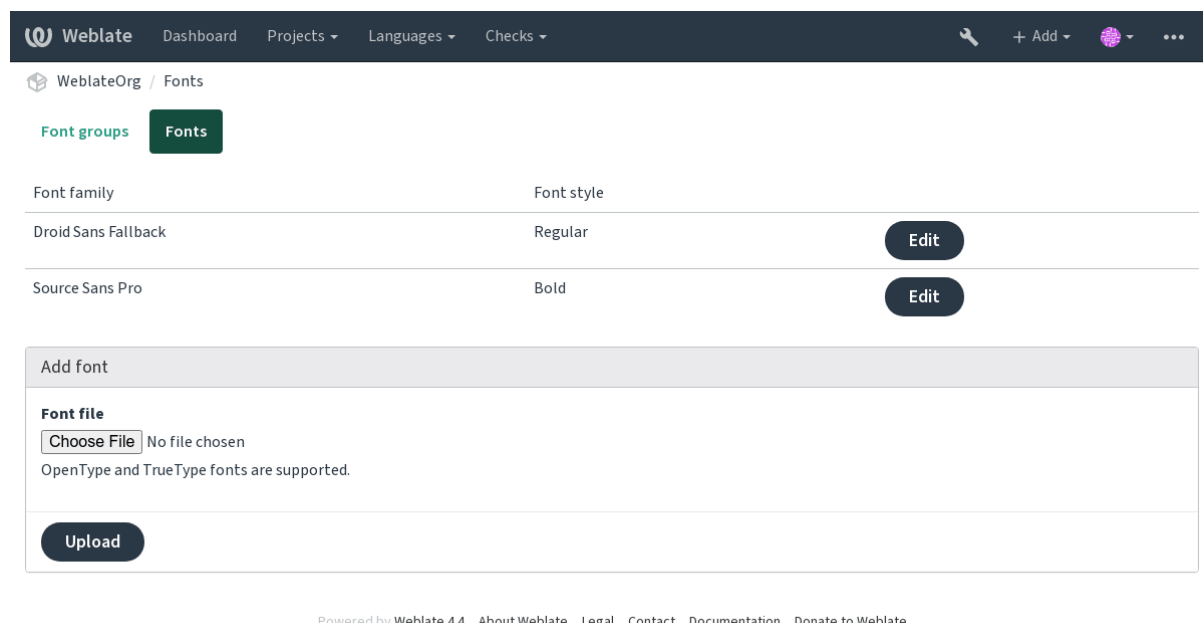 Weblate Dashboard Projects Languages Checks + Add
WeblateOrg / Fonts
Font groups Fonts
Font family Font style
Droid Sans Fallback Regular Edit
Source Sans Pro Bold Edit
Add font
Font file
Choose File No file chosen
OpenType and TrueType fonts are supported.
Upload
Powered by Weblate 4.4 About Weblate Legal Contact Documentation Donate to Weblate